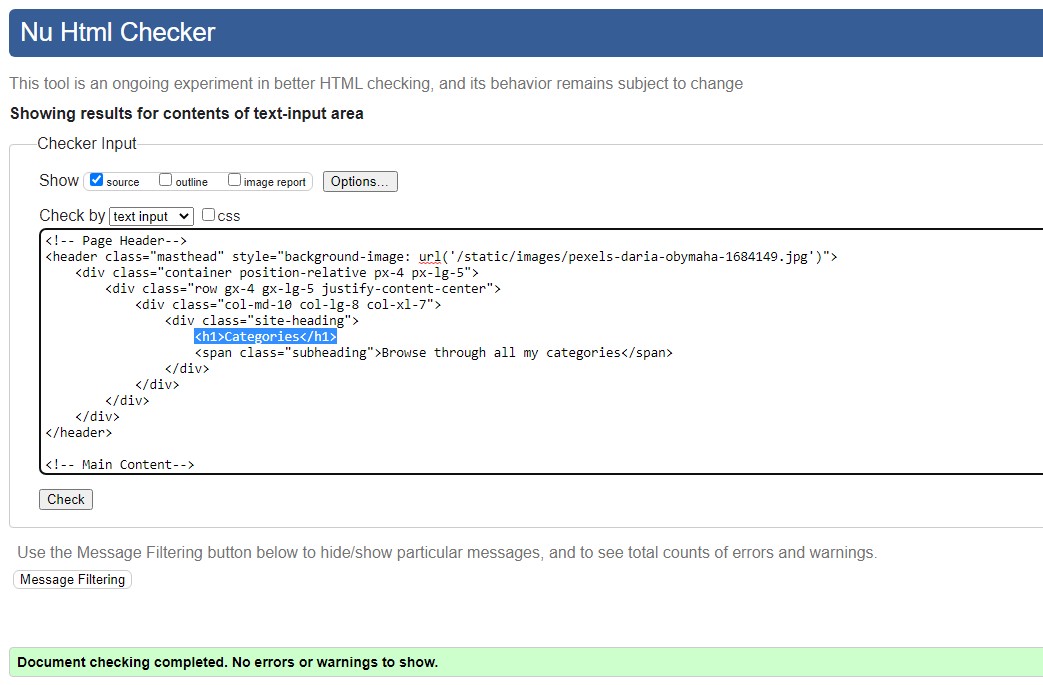 Nu Html Checker
This tool is an ongoing experiment in better HTML checking, and its behavior remains subject to change
Showing results for contents of text-input area
Checker Input
Show source outline image report Options...
Check by text input css
<!-- Page Header-->
<header class="masthead" style="background-image: url('/static/images/pexels-daria-obymaha-1684149.jpg')">
    <div class="container position-relative px-4 px-lg-5">
        <div class="row gx-4 gx-lg-5 justify-content-center">
            <div class="col-md-10 col-lg-8 col-xl-7">
                <div class="site-heading">
                    <h1>Categories</h1>
                    <span class="subheading">Browse through all my categories</span>
                </div>
            </div>
        </div>
    </div>
</header>
<!-- Main Content-->
Check
Use the Message Filtering button below to hide/show particular messages, and to see total counts of errors and warnings.
Message Filtering
Document checking completed. No errors or warnings to show.